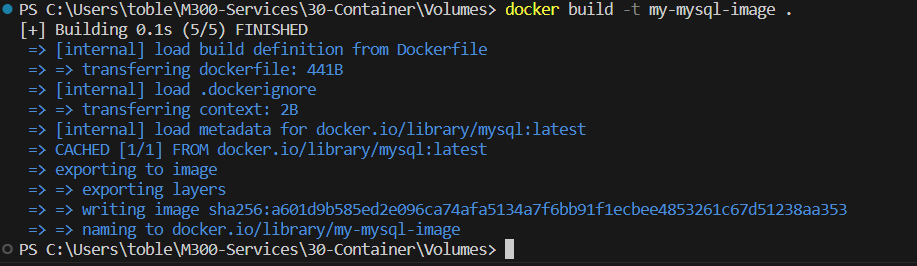 PS C:\Users\toble\M300-Services\30-Container\Volumes> docker build -t my-mysql-image .
[+] Building 0.1s (5/5) FINISHED
=> [internal] load build definition from Dockerfile
=> => transferring dockerfile: 441B
=> [internal] load .dockerignore
=> => transferring context: 2B
=> [internal] load metadata for docker.io/library/mysql:latest
=> CACHED [1/1] FROM docker.io/library/mysql:latest
=> exporting to image
=> => exporting layers
=> => writing image sha256:a601d9b585ed2e096ca74afa5134a7f6bb91f1ecbee4853261c67d51238aa353
=> => naming to docker.io/library/my-mysql-image
PS C:\Users\toble\M300-Services\30-Container\Volumes>